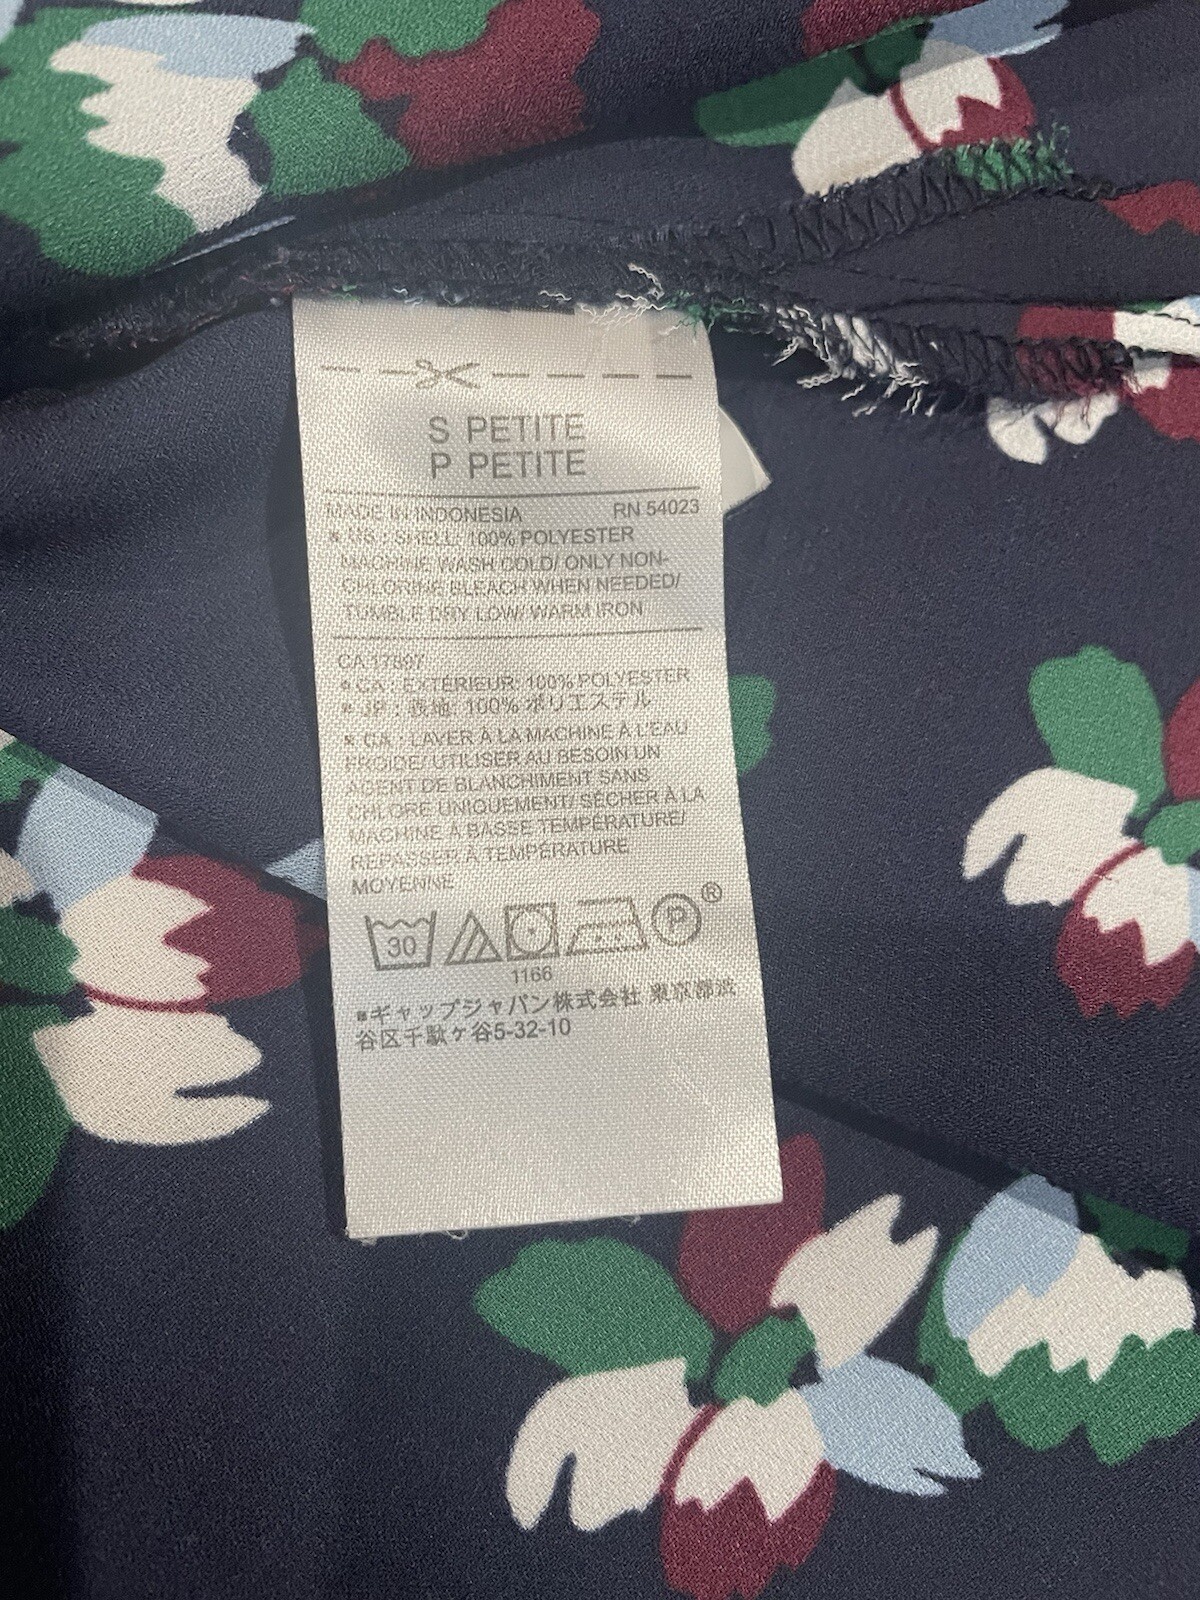 S PETITE
P PETITE
MADE IN INDONESIA RN 54023
* US : SHELL: 100% POLYESTER
MACHINE WASH COLD/ ONLY NON-
CHLORINE BLEACH WHEN NEEDED/
TUMBLE DRY LOW/ WARM IRON
CA 17897
* CA : EXTÉRIEUR: 100% POLYESTER
* JP : 表地: 100% ポリエステル
* CA : LAVER À LA MACHINE À L'EAU
FROIDE/ UTILISER AU BESOIN UN
AGENT DE BLANCHIMENT SANS
CHLORE UNIQUEMENT/ SÉCHER À LA
MACHINE À BASSE TEMPÉRATURE/
REPASSER À TEMPÉRATURE
MOYENNE
30 P ®
1166
■ギャップジャパン株式会社 東京都渋
谷区千駄ケ谷5-32-10